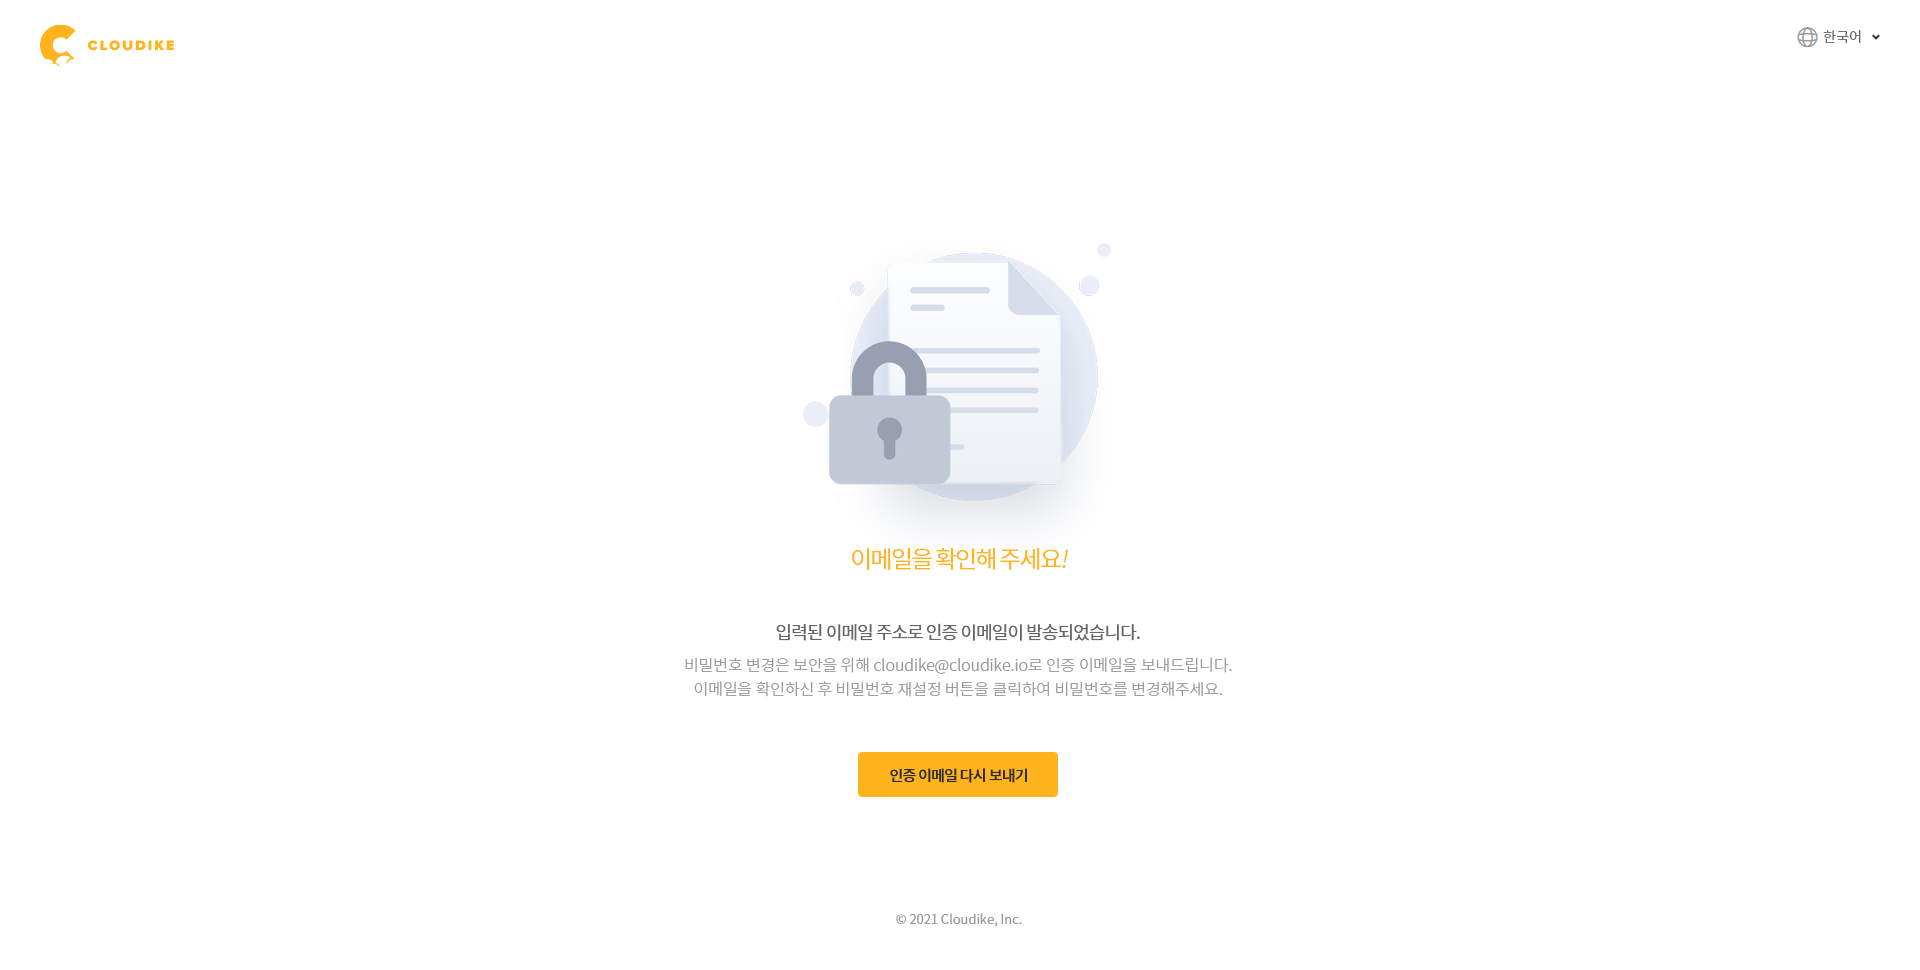 CLOUDIKE
한국어
이메일을 확인해 주세요!
입력된 이메일 주소로 인증 이메일이 발송되었습니다.
비밀번호 변경은 보안을 위해 cloudike@cloudike.io로 인증 이메일을 보내드립니다.
이메일을 확인하신 후 비밀번호 재설정 버튼을 클릭하여 비밀번호를 변경해주세요.
인증 이메일 다시 보내기
© 2021 Cloudike, Inc.